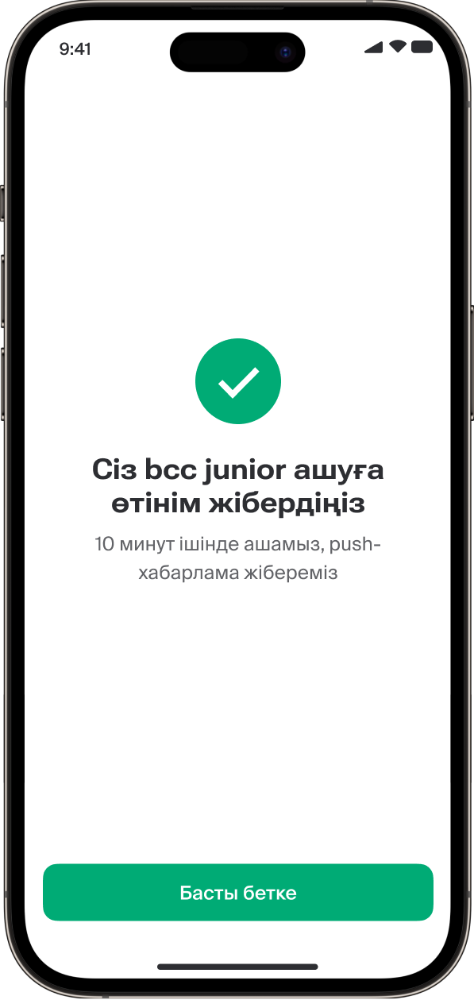 9:41
Сіз bcc junior ашуға
өтінім жібердіңіз
10 минут ішінде ашамыз, push-
хабарлама жібереміз
Басты бетке